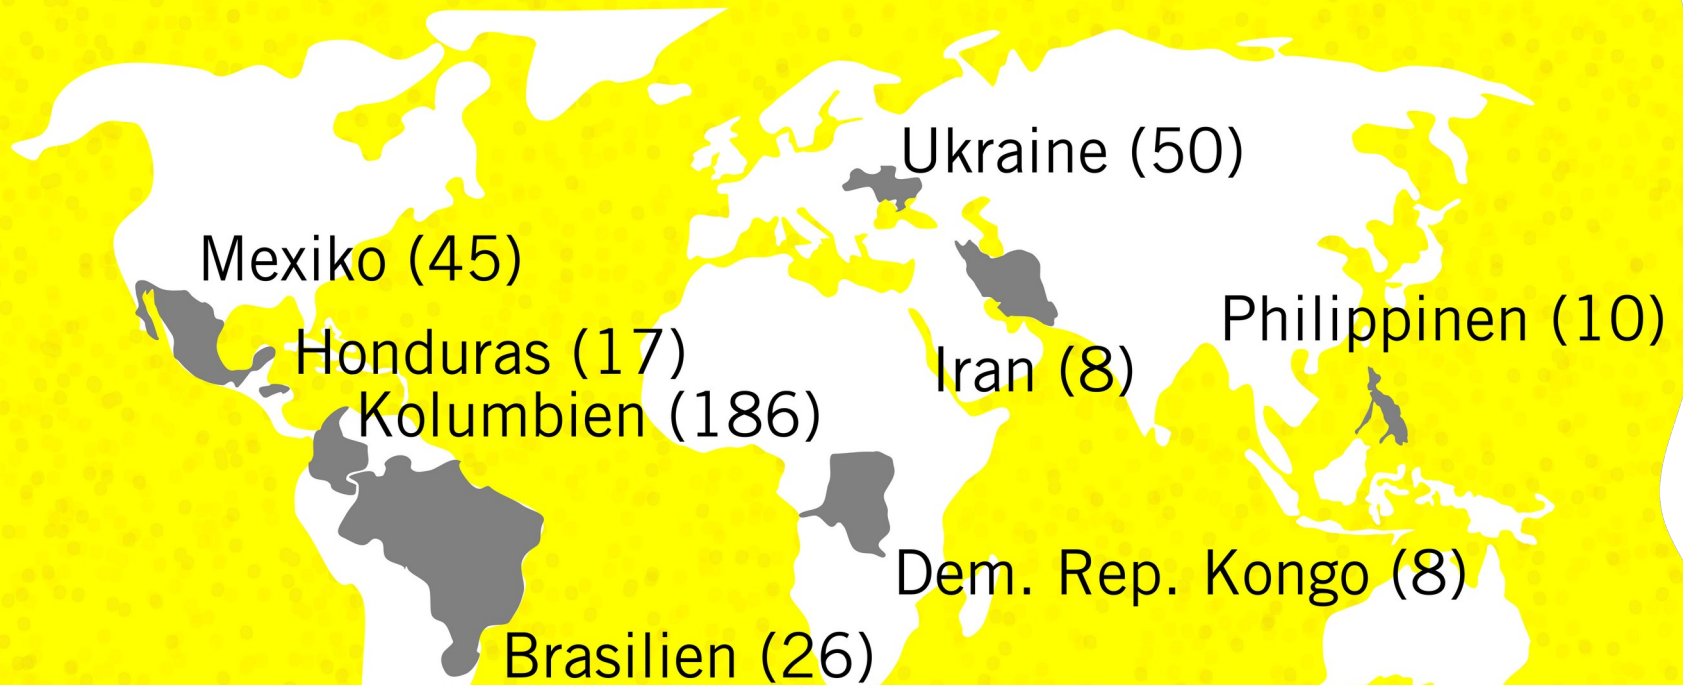 Ukraine (50)
Mexiko (45)
Philippinen (10)
Honduras (17)
Iran (8)
Kolumbien (186)
Dem. Rep. Kongo (8)
Brasilien (26)